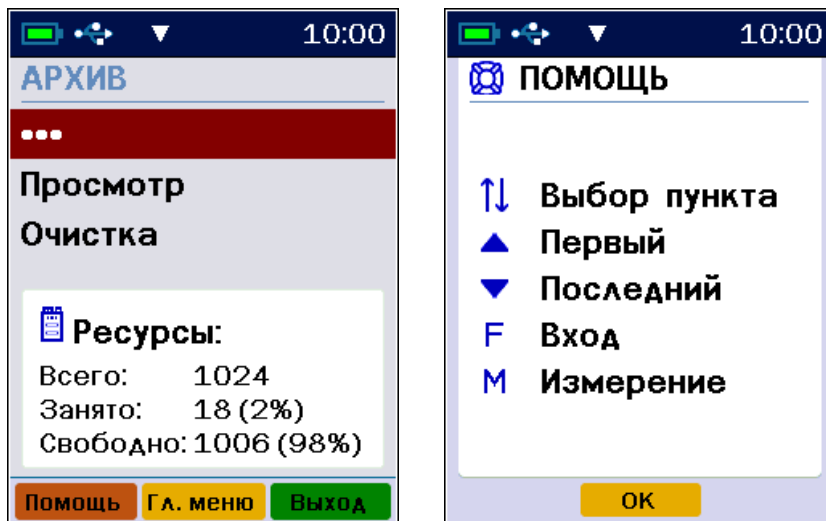 10:00
АРХИВ
...
Просмотр
Очистка
Ресурсы:
Всего: 1024
Занято: 18 (2%)
Свободно: 1006 (98%)
Помощь Гл. меню Выход
10:00
ПОМОЩЬ
↑↓ Выбор пункта
▲ Первый
▼ Последний
F Вход
M Измерение
ОК